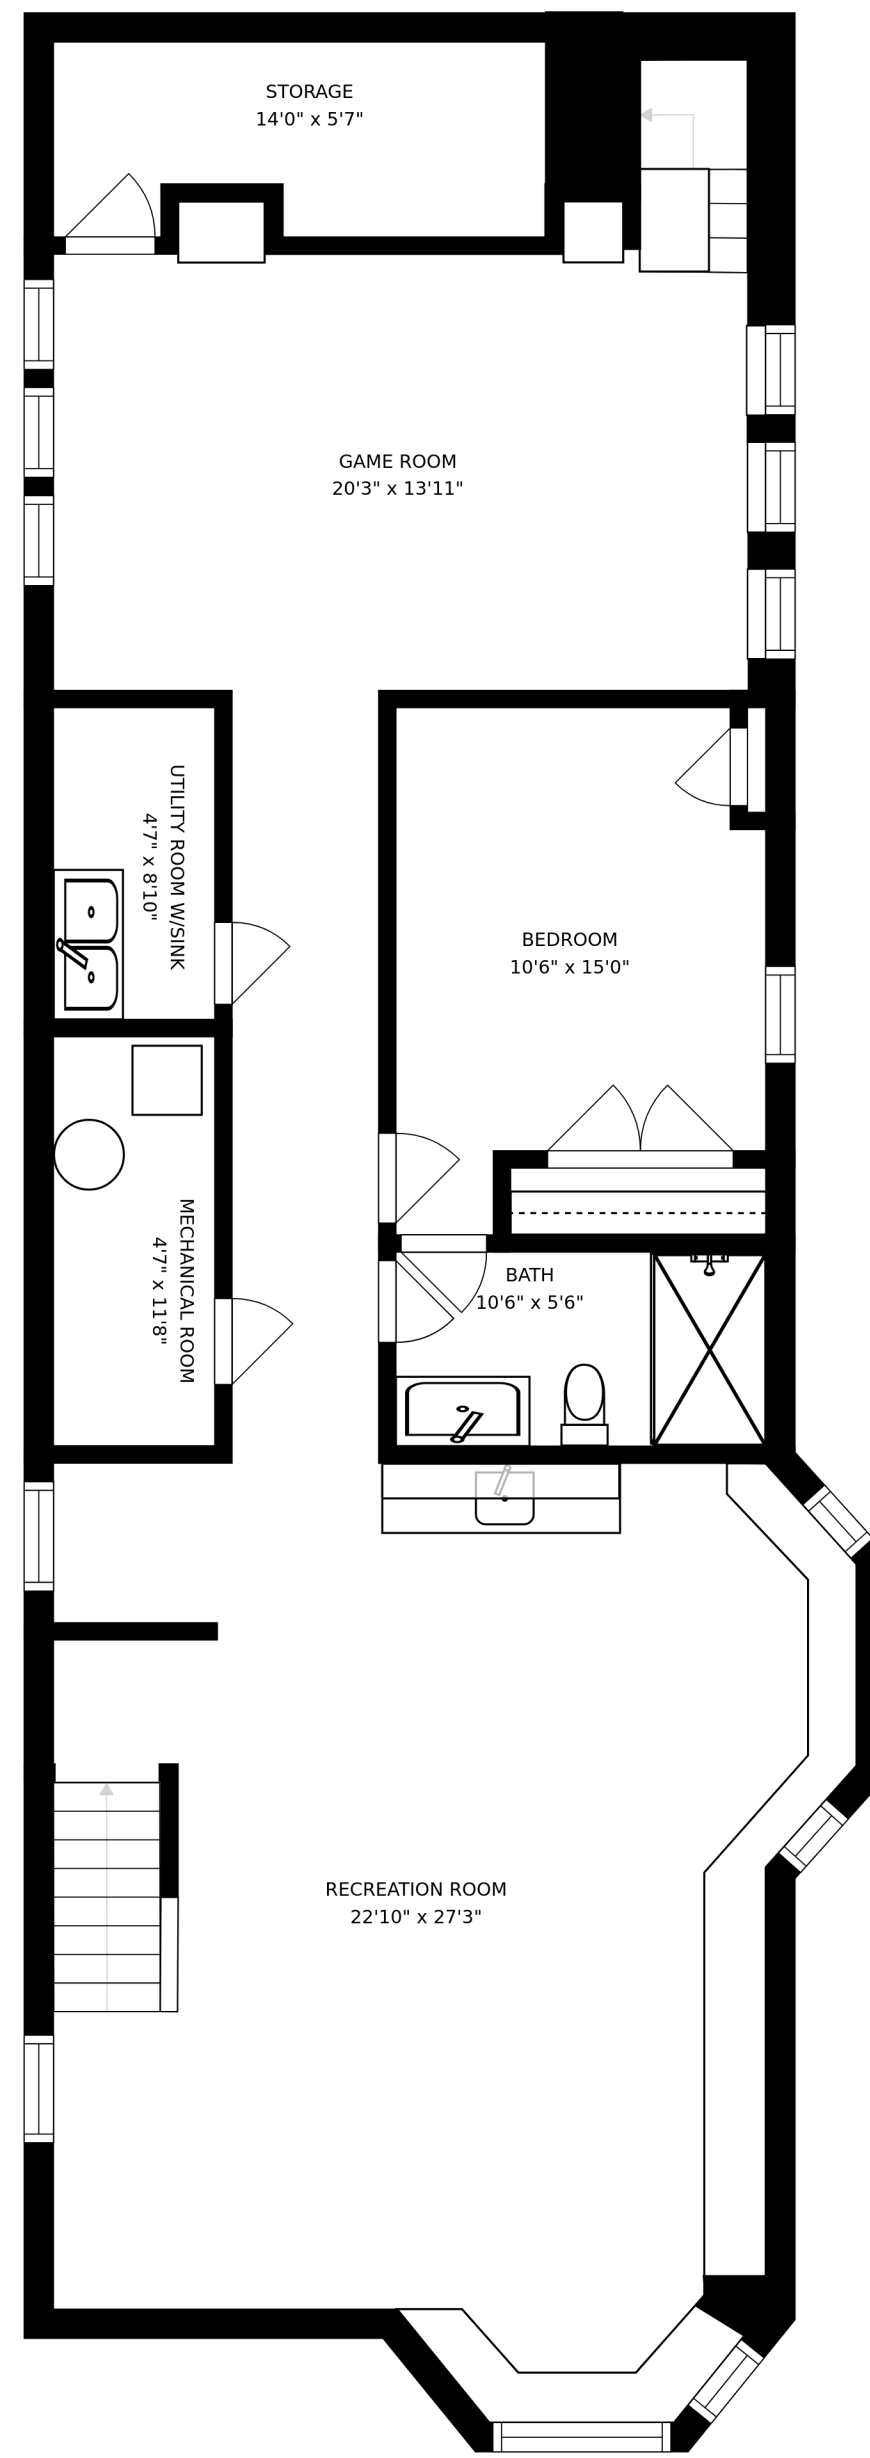 STORAGE
14'0" x 5'7"
GAME ROOM
20'3" x 13'11"
UTILITY ROOM W/SINK
4'7" x 8'10"
BEDROOM
10'6" x 15'0"
MECHANICAL ROOM
4'7" x 11'8"
BATH
10'6" x 5'6"
RECREATION ROOM
22'10" x 27'3"